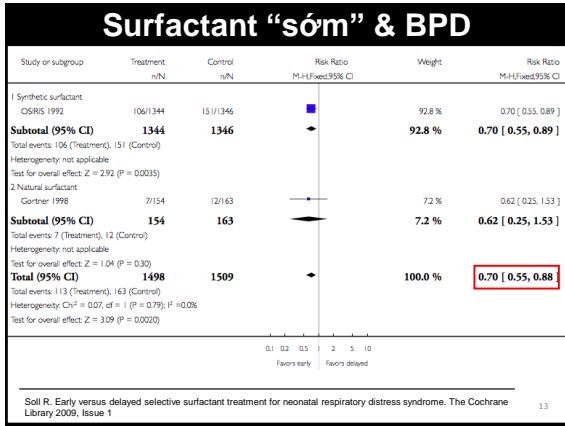 Surfactant “sớm” & BPD
Study or subgroup Treatment Control Risk Ratio Weight Risk Ratio
n/N n/N M-H,Fixed,95% CI M-H,Fixed,95% CI
1 Synthetic surfactant
OSIRIS 1992 106/1344 151/1346 92.8 % 0.70 [ 0.55, 0.89 ]
Subtotal (95% CI) 1344 1346 92.8 % 0.70 [ 0.55, 0.89 ]
Total events: 106 (Treatment), 151 (Control)
Heterogeneity: not applicable
Test for overall effect: Z = 2.92 (P = 0.0035)
2 Natural surfactant
Gortner 1998 7/154 12/163 7.2 % 0.62 [ 0.25, 1.53 ]
Subtotal (95% CI) 154 163 7.2 % 0.62 [ 0.25, 1.53 ]
Total events: 7 (Treatment), 12 (Control)
Heterogeneity: not applicable
Test for overall effect: Z = 1.04 (P = 0.30)
Total (95% CI) 1498 1509 100.0 % 0.70 [ 0.55, 0.88 ]
Total events: 113 (Treatment), 163 (Control)
Heterogeneity: Chi² = 0.07, df = 1 (P = 0.79); I² =0.0%
Test for overall effect: Z = 3.09 (P = 0.0020)
0.1 0.2 0.5 1 2 5 10
Favors early Favors delayed
Soll R. Early versus delayed selective surfactant treatment for neonatal respiratory distress syndrome. The Cochrane
Library 2009, Issue 1
13